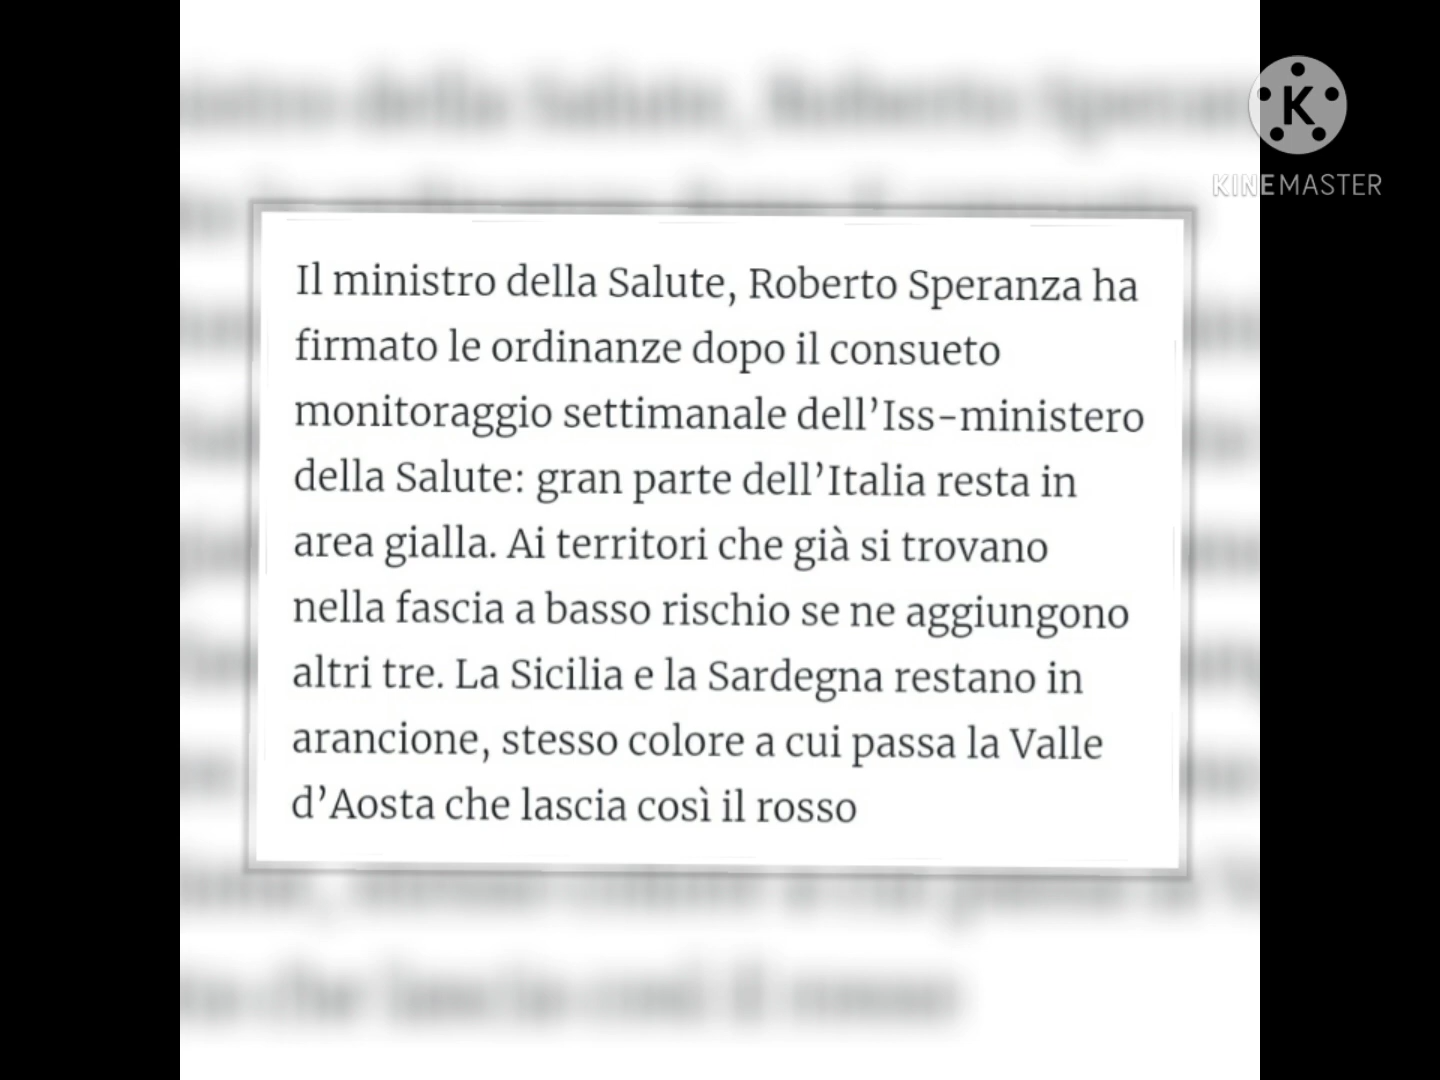 Il ministro della Salute, Roberto Speranza ha
firmato le ordinanze dopo il consueto
monitoraggio settimanale dell’Iss-ministero
della Salute: gran parte dell’Italia resta in
area gialla. Ai territori che già si trovano
nella fascia a basso rischio se ne aggiungono
altri tre. La Sicilia e la Sardegna restano in
arancione, stesso colore a cui passa la Valle
d’Aosta che lascia così il rosso
K
KINEMASTER